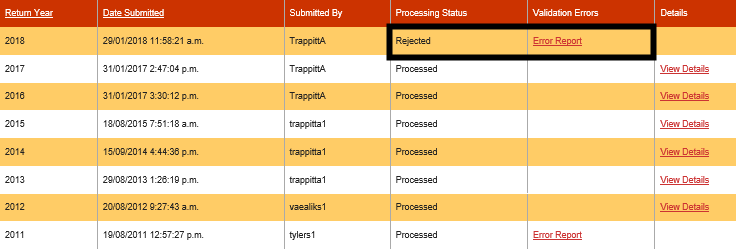 Return Year Date Submitted Submitted By Processing Status Validation Errors Details
2018 29/01/2018 11:58:21 a.m. TrappittA Rejected Error Report
2017 31/01/2017 2:47:04 p.m. TrappittA Processed View Details
2016 31/01/2017 3:30:12 p.m. TrappittA Processed View Details
2015 18/08/2015 7:51:18 a.m. trappitta1 Processed View Details
2014 15/09/2014 4:44:36 p.m. trappitta1 Processed View Details
2013 29/08/2013 1:26:19 p.m. trappitta1 Processed View Details
2012 20/08/2012 9:27:43 a.m. vaealiks1 Processed View Details
2011 19/08/2011 12:57:27 p.m. tylers1 Processed Error Report